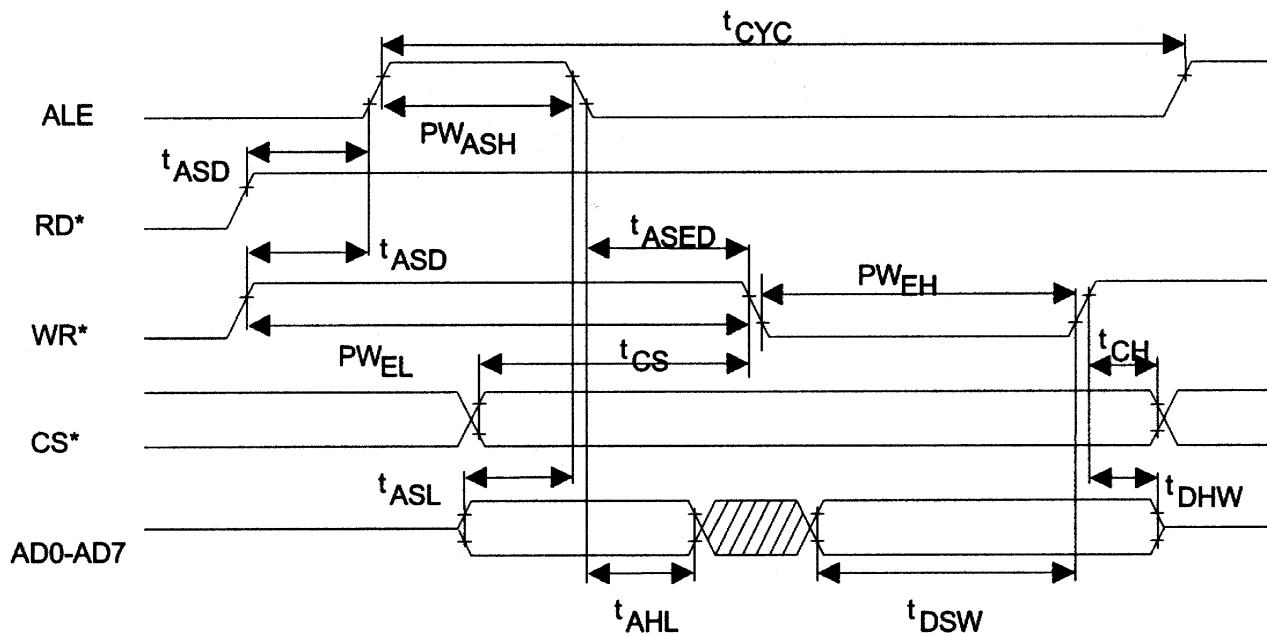 tCYC
ALE
PWASH
tASD
RD*
tASD
tASED
PWEH
WR*
PWEL
tCS
tCH
CS*
tASL
tDHW
AD0-AD7
tAHL
tDSW